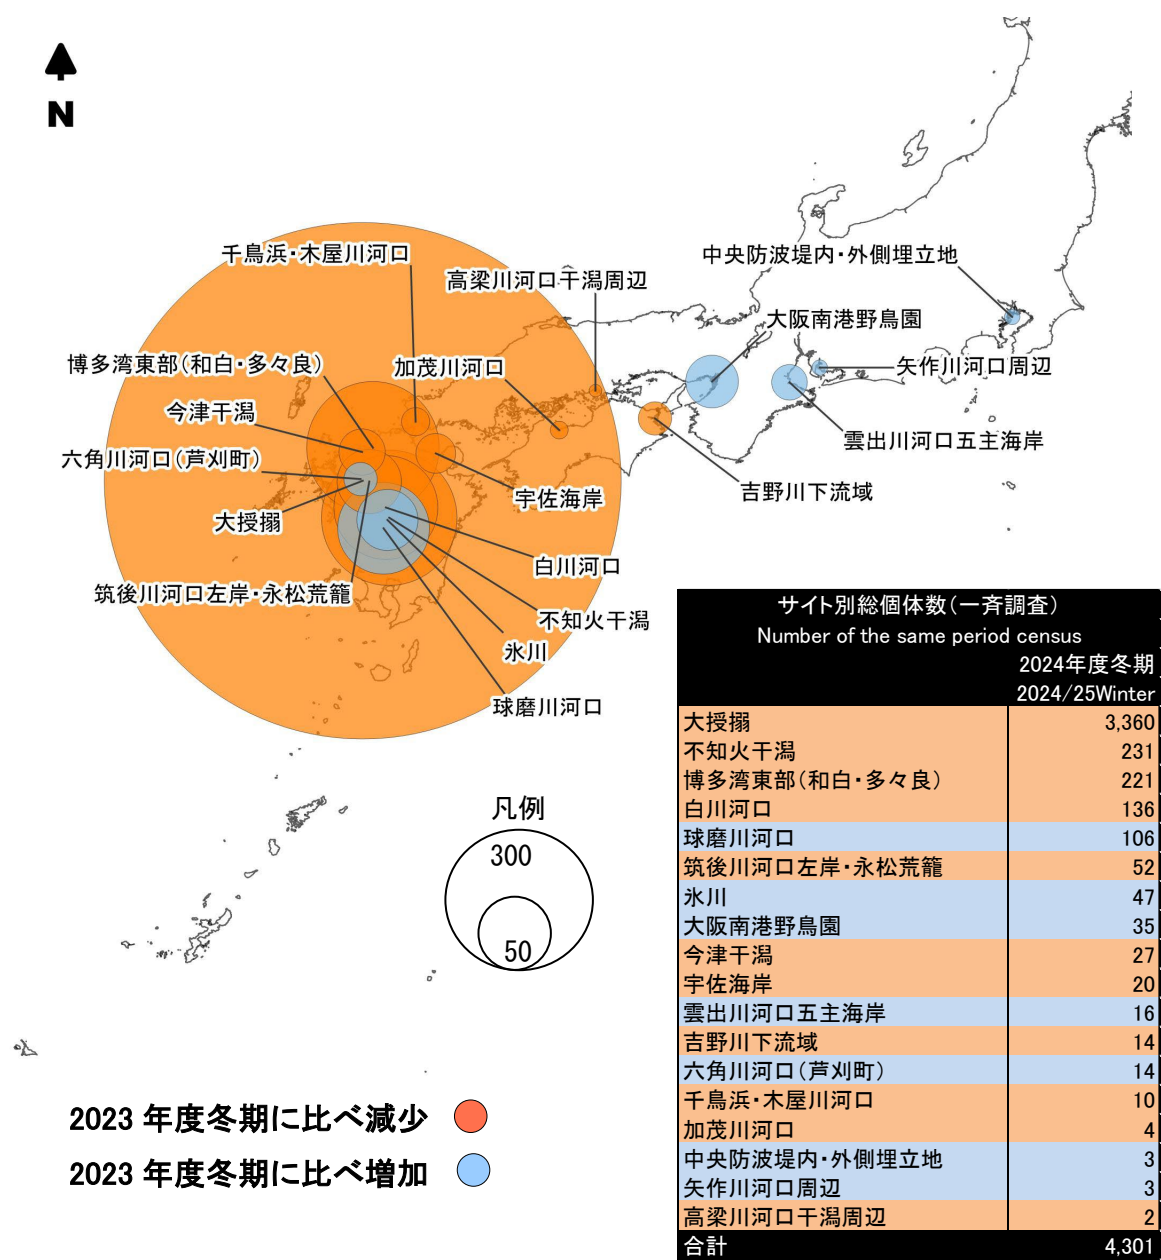 N
千鳥浜・木屋川河口
高梁川河口干潟周辺
中央防波堤内・外側埋立地
大阪南港野鳥園
博多湾東部(和白・多々良)
加茂川河口
矢作川河口周辺
今津干潟
雲出川河口五主海岸
六角川河口(芦刈町)
宇佐海岸
吉野川下流域
大授搦
白川河口
筑後川河口左岸・永松荒籠
不知火干潟
氷川
球磨川河口
凡例
300
50
2023 年度冬期に比べ減少
2023 年度冬期に比べ増加
サイト別総個体数(一斉調査)
Number of the same period census
2024年度冬期
2024/25Winter
大授搦 3,360
不知火干潟 231
博多湾東部(和白・多々良) 221
白川河口 136
球磨川河口 106
筑後川河口左岸・永松荒籠 52
氷川 47
大阪南港野鳥園 35
今津干潟 27
宇佐海岸 20
雲出川河口五主海岸 16
吉野川下流域 14
六角川河口(芦刈町) 14
千鳥浜・木屋川河口 10
加茂川河口 4
中央防波堤内・外側埋立地 3
矢作川河口周辺 3
高梁川河口干潟周辺 2
合計 4,301